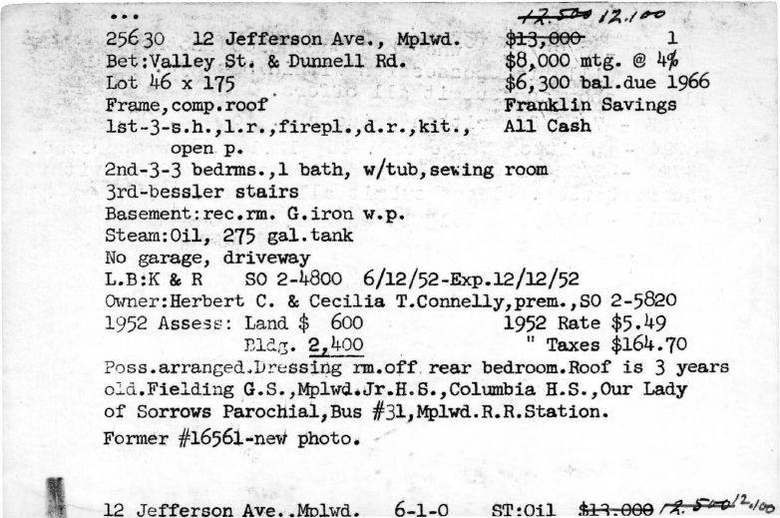 ...
12.500 12.100
25630 12 Jefferson Ave., Mplwd. $13,000 1
Bet:Valley St. & Dunnell Rd. $8,000 mtg. @ 4%
Lot 46 x 175 $6,300 bal.due 1966
Frame,comp.roof Franklin Savings
1st-3-s.h.,l.r.,firepl.,d.r.,kit., All Cash
open p.
2nd-3-3 bedrms.,1 bath, w/tub,sewing room
3rd-bessler stairs
Basement:rec.rm. G.iron w.p.
Steam:Oil, 275 gal.tank
No garage, driveway
L.B:K & R SO 2-4800 6/12/52-Exp.12/12/52
Owner:Herbert C. & Cecilia T.Connelly,prem.,SO 2-5820
1952 Assess: Land $ 600 1952 Rate $5.49
Bldg. 2,400 " Taxes $164.70
Poss.arranged.Dressing rm.off rear bedroom.Roof is 3 years
old.Fielding G.S.,Mplwd.Jr.H.S.,Columbia H.S.,Our Lady
of Sorrows Parochial,Bus #31,Mplwd.R.R.Station.
Former #16561-new photo.
12 Jefferson Ave..Mplwd. 6-1-0 ST:Oil $13.000 12.500 12.100